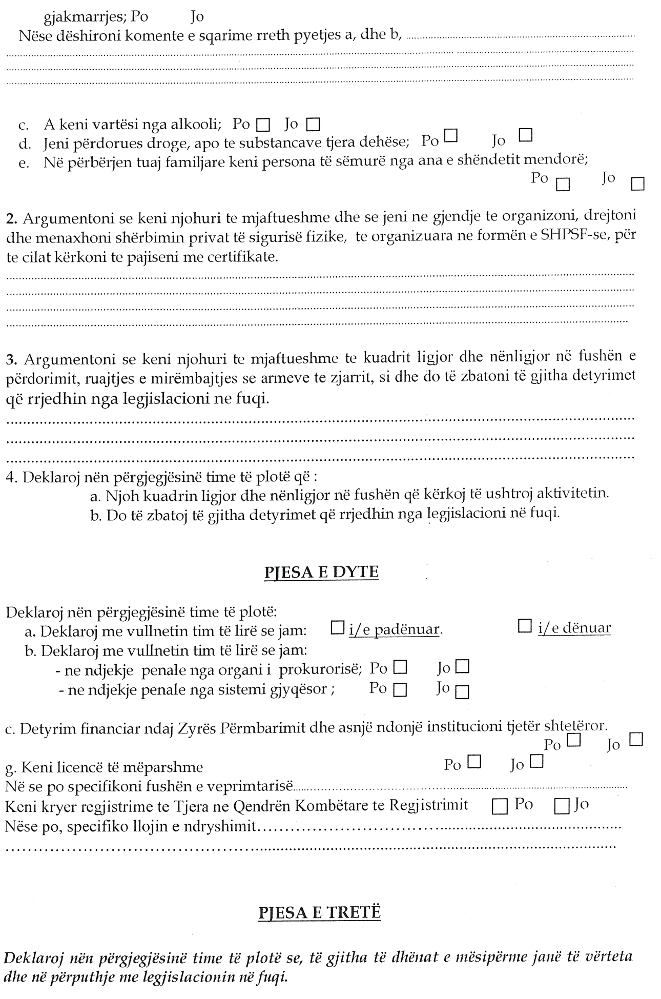 gjakmarrjes; Po Jo
Nëse dëshironi komente e sqarime rreth pyetjes a, dhe b, ........................................
................................................................................
................................................................................
................................................................................
c. A keni vartësi nga alkooli; Po ☐ Jo ☐
d. Jeni përdorues droge, apo te substancave tjera dehëse; Po ☐ Jo ☐
e. Në përbërjen tuaj familjare keni persona të sëmurë nga ana e shëndetit mendorë;
Po ☐ Jo ☐
2. Argumentoni se keni njohuri te mjaftueshme dhe se jeni ne gjendje te organizoni, drejtoni
dhe menaxhoni shërbimin privat të sigurisë fizike, te organizuara ne formën e SHPSF-se, për
te cilat kërkoni te pajiseni me certifikate.
................................................................................
................................................................................
................................................................................
................................................................................
3. Argumentoni se keni njohuri te mjaftueshme te kuadrit ligjor dhe nënligjor në fushën e
përdorimit, ruajtjes e mirëmbajtjes se armeve te zjarrit, si dhe do të zbatoni të gjitha detyrimet
që rrjedhin nga legjislacioni ne fuqi.
................................................................................
................................................................................
................................................................................
4. Deklaroj nën përgjegjësinë time të plotë që :
a. Njoh kuadrin ligjor dhe nënligjor në fushën që kërkoj të ushtroj aktivitetin.
b. Do të zbatoj të gjitha detyrimet që rrjedhin nga legjislacioni në fuqi.
PJESA E DYTE
Deklaroj nën përgjegjësinë time të plotë:
a. Deklaroj me vullnetin tim të lirë se jam: ☐ i/e padënuar. ☐ i/e dënuar
b. Deklaroj me vullnetin tim të lirë se jam:
- ne ndjekje penale nga organi i prokurorisë; Po ☐ Jo ☐
- ne ndjekje penale nga sistemi gjyqësor ; Po ☐ Jo ☐
c. Detyrim financiar ndaj Zyrës Përmbarimit dhe asnjë ndonjë institucioni tjetër shtetëror.
Po ☐ Jo ☐
g. Keni licencë të mëparshme Po ☐ Jo ☐
Në se po specifikoni fushën e veprimtarisë........................................
Keni kryer regjistrime te Tjera ne Qendrën Kombëtare te Regjistrimit ☐ Po ☐ Jo
Nëse po, specifiko llojin e ndryshimit........................................
................................................................................
PJESA E TRETË
Deklaroj nën përgjegjësinë time të plotë se, të gjitha të dhënat e mësipërme janë të vërteta
dhe në përputhje me legjislacionin në fuqi.